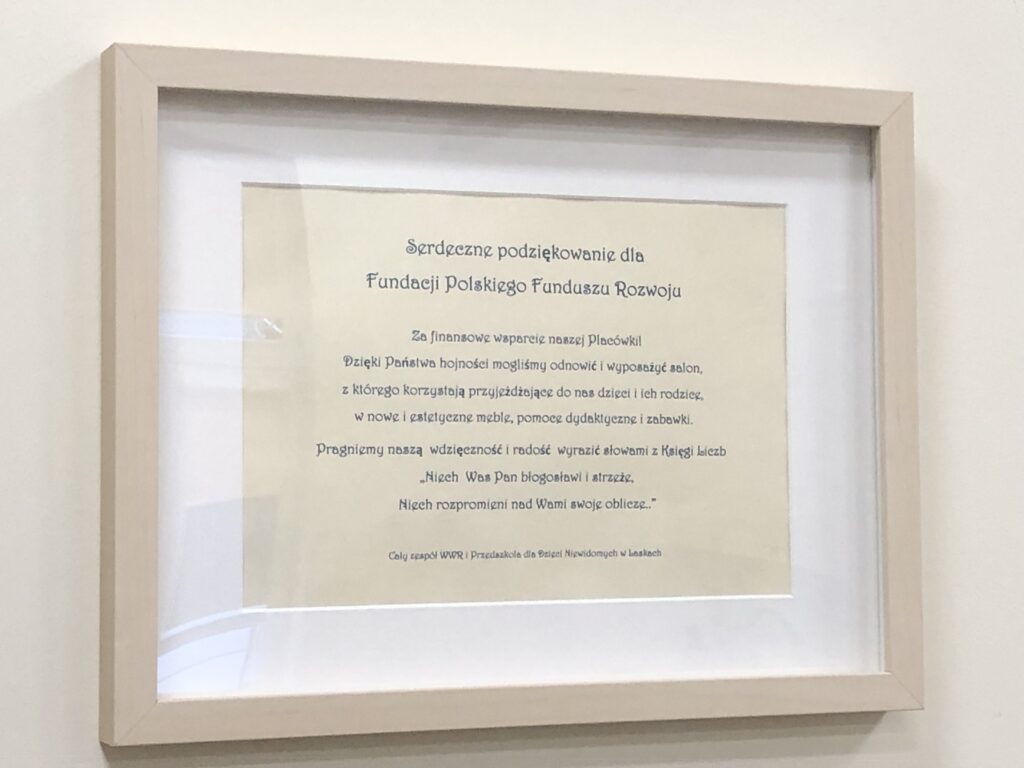 Serdeczne podziękowanie dla
Fundacji Polskiego Funduszu Rozwoju
Za finansowe wsparcie naszej Placówki!
Dzięki Państwa hojności mogliśmy odnowić i wyposażyć salon,
z którego korzystają przyjeżdżające do nas dzieci i ich rodzice,
w nowe i estetyczne meble, pomoce dydaktyczne i zabawki.
Pragniemy naszą wdzięczność i radość wyrazić słowami z Księgi Liczb
„Niech Was Pan błogosławi i strzeże,
Niech rozpromieni nad Wami swoje oblicze..”
Cały zespół WWR i Przedszkola dla Dzieci Niewidomych w Laskach